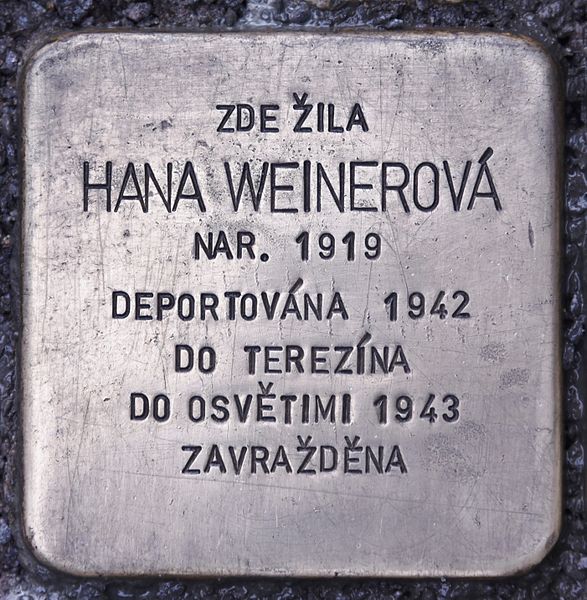 ZDE ŽILA
HANA WEINEROVÁ
NAR. 1919
DEPORTOVÁNA 1942
DO TEREZÍNA
DO OSVĚTIMI 1943
ZAVRAŽDĚNA